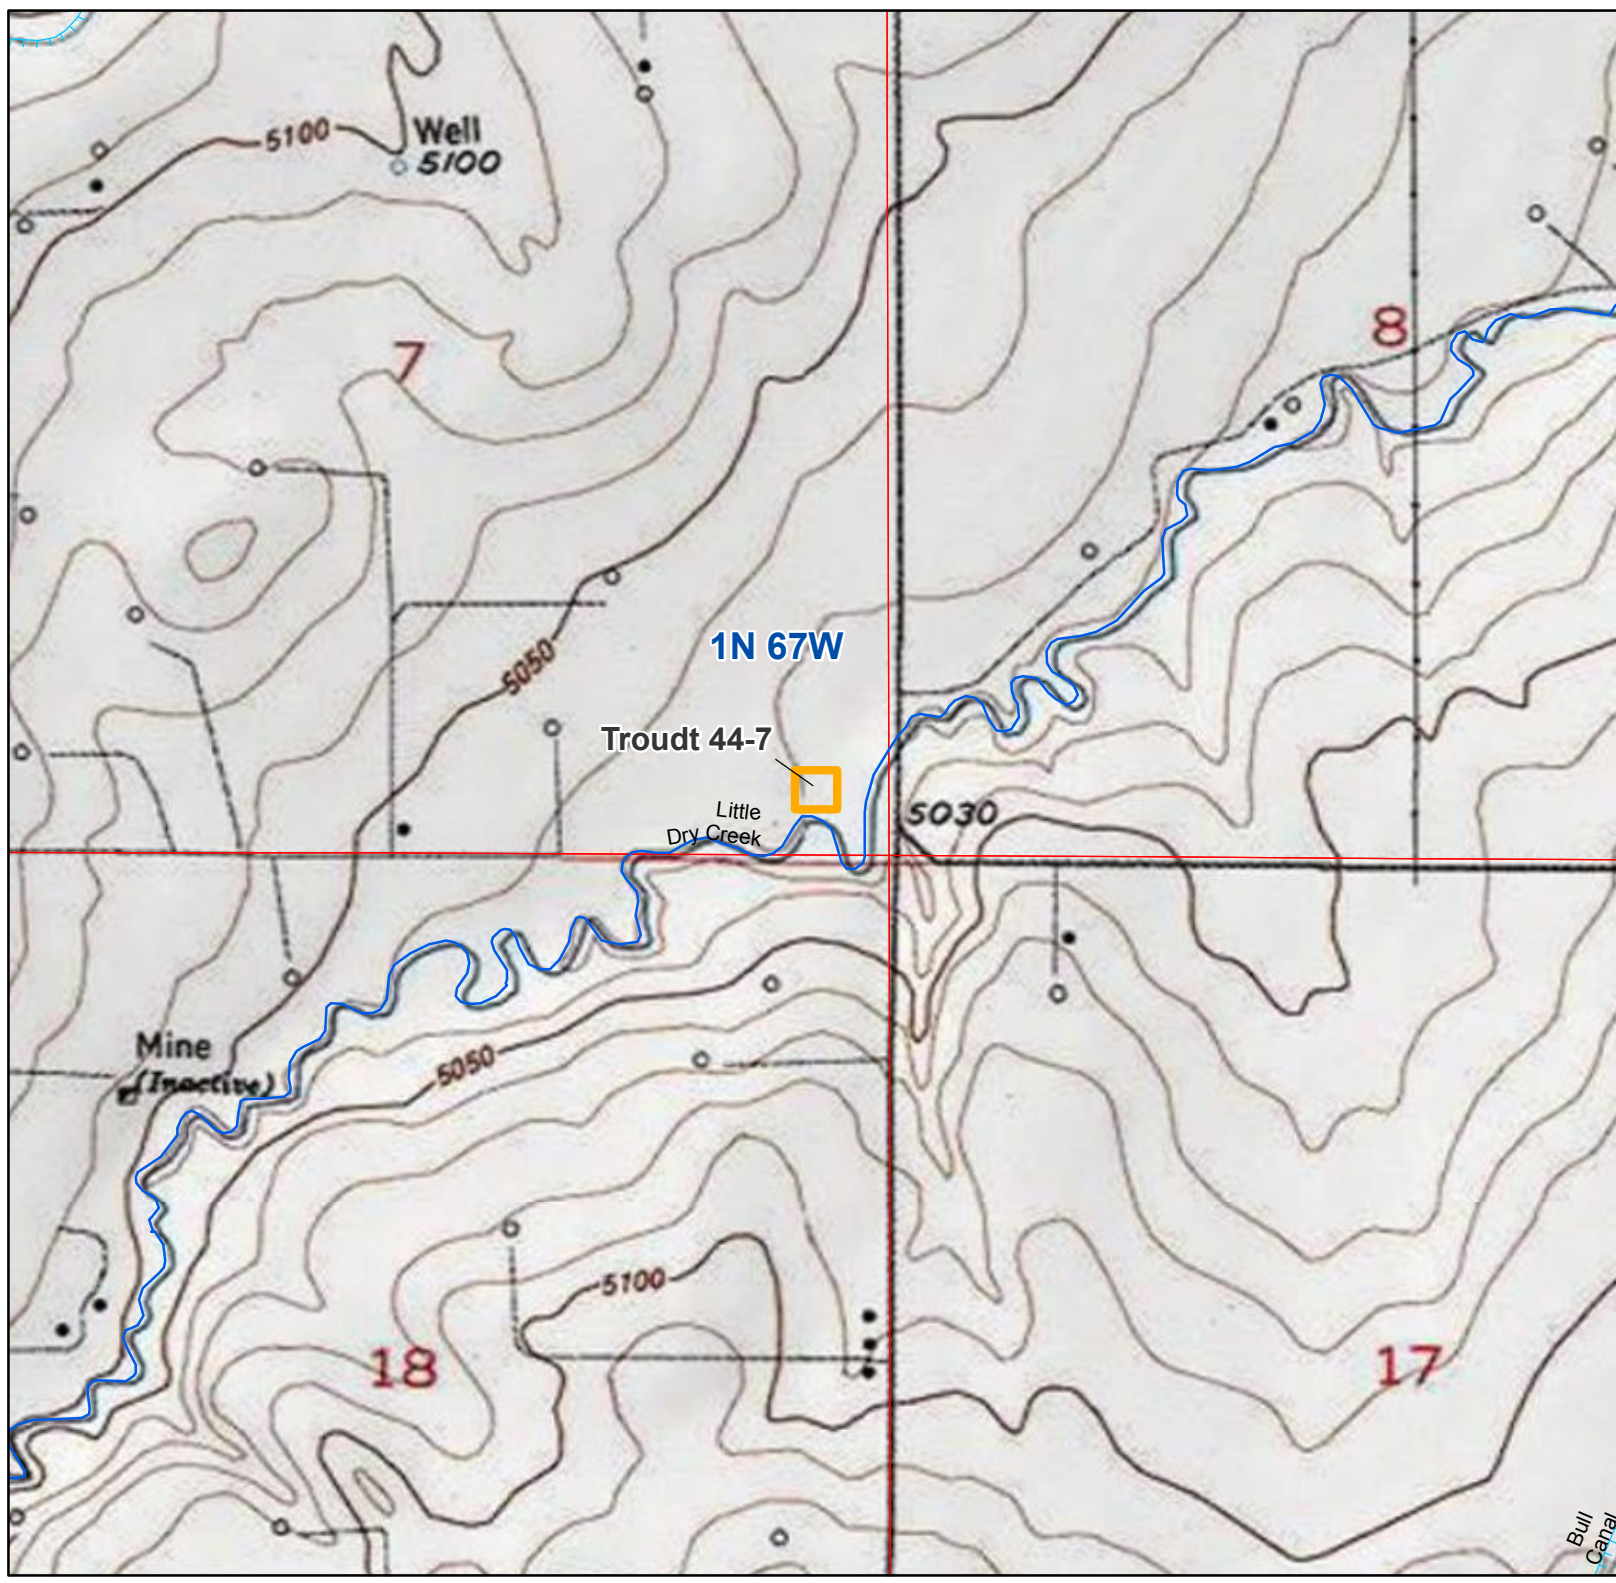 5100
Well
5100
8
7
1N 67W
5050
Troudt 44-7
Little
Dry Creek
5030
Mine
(Inactive)
5050
5100
18
17
Bull
Canal